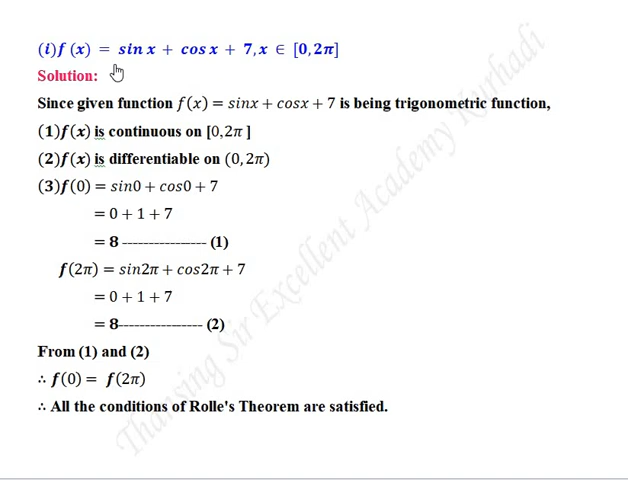 (i)f (x) = sin x + cos x + 7, x ∈ [0, 2π]
Solution:
Since given function f(x) = sinx + cosx + 7 is being trigonometric function,
(1)f(x) is continuous on [0,2π ]
(2)f(x) is differentiable on (0, 2π)
(3)f(0) = sin0 + cos0 + 7
= 0 + 1 + 7
= 8 ---------------- (1)
f(2π) = sin2π + cos2π + 7
= 0 + 1 + 7
= 8---------------- (2)
From (1) and (2)
∴ f(0) = f(2π)
∴ All the conditions of Rolle's Theorem are satisfied.
Thansing Sir Excellent Academy Kurhadi